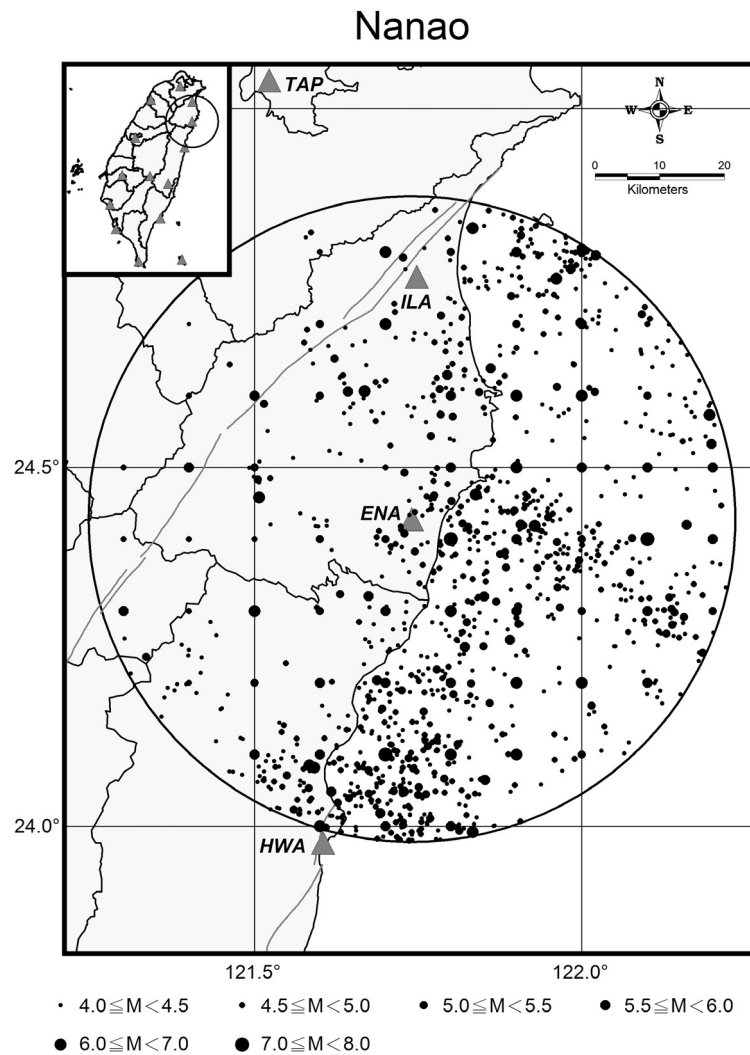 Nanao
TAP
N
W E
S
0 10 20
Kilometers
ILA
24.5°
ENA
24.0°
HWA
121.5° 122.0°
4.0≦M<4.5 4.5≦M<5.0 5.0≦M<5.5 5.5≦M<6.0
6.0≦M<7.0 7.0≦M<8.0